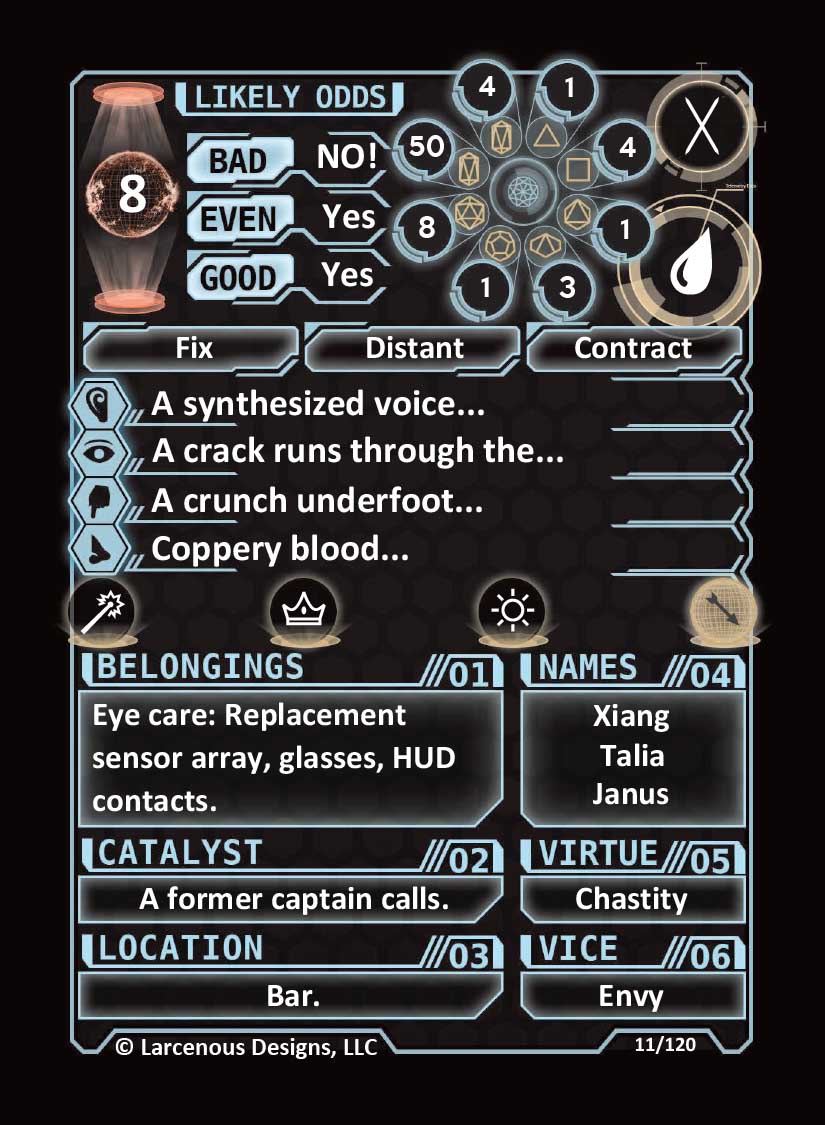 LIKELY ODDS
8
BAD NO!
EVEN Yes
GOOD Yes
4
1
50
4
8
1
1
3
Telemetry Data
Fix
Distant
Contract
A synthesized voice...
A crack runs through the...
A crunch underfoot...
Coppery blood...
BELONGINGS ///01
Eye care: Replacement
sensor array, glasses, HUD
contacts.
NAMES ///04
Xiang
Talia
Janus
CATALYST ///02
A former captain calls.
VIRTUE ///05
Chastity
LOCATION ///03
Bar.
VICE ///06
Envy
© Larcenous Designs, LLC
11/120